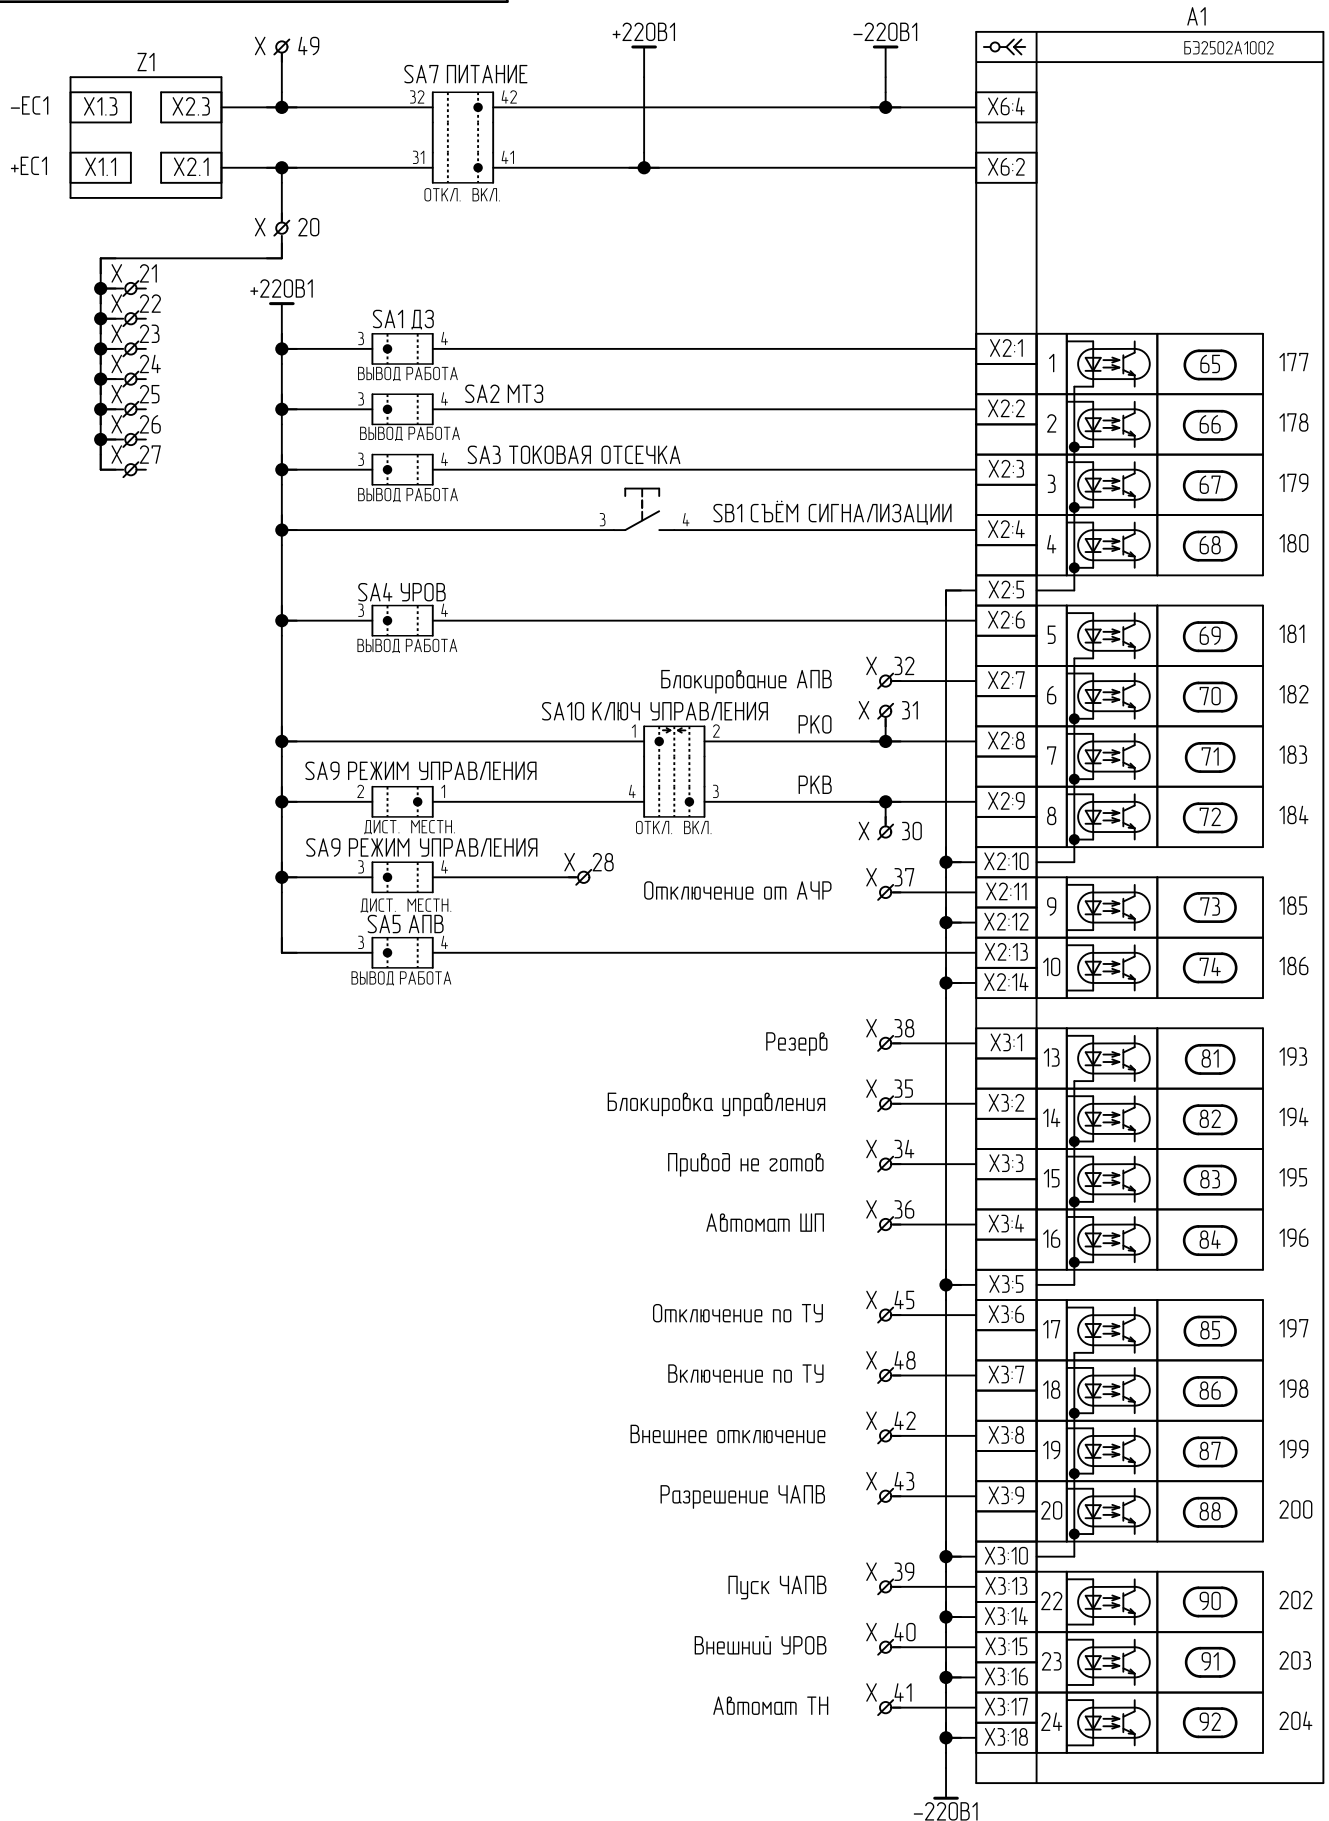 A1
Х 49
+220В1
-220В1
БЭ2502А1002
Z1
SA7 ПИТАНИЕ
-ЕС1 X1.3 X2.3 32 42 X6:4
+ЕС1 X1.1 X2.1 31 41 X6:2
ОТКЛ. ВКЛ.
Х 20
Х 21
Х 22
Х 23
Х 24
Х 25
Х 26
Х 27
+220В1
SA1 ДЗ
3 4 X2:1 1 65 177
ВЫВОД РАБОТА
3 4 SA2 МТЗ X2:2 2 66 178
ВЫВОД РАБОТА
3 4 SA3 ТОКОВАЯ ОТСЕЧКА X2:3 3 67 179
ВЫВОД РАБОТА
3 4 SB1 СЪЁМ СИГНАЛИЗАЦИИ X2:4 4 68 180
X2:5
SA4 УРОВ
3 4 X2:6 5 69 181
ВЫВОД РАБОТА
Блокирование АПВ Х 32 X2:7 6 70 182
SA10 КЛЮЧ УПРАВЛЕНИЯ Х 31
1 2 РКО X2:8 7 71 183
SA9 РЕЖИМ УПРАВЛЕНИЯ
2 1 4 3 РКВ X2:9 8 72 184
ДИСТ. МЕСТН. ОТКЛ. ВКЛ. Х 30
SA9 РЕЖИМ УПРАВЛЕНИЯ
X2:10
3 4 Х 28
ДИСТ. МЕСТН.
Отключение от АЧР Х 37 X2:11 9 73 185
X2:12
SA5 АПВ
3 4 X2:13 10 74 186
ВЫВОД РАБОТА
X2:14
Резерв Х 38 X3:1 13 81 193
Блокировка управления Х 35 X3:2 14 82 194
Привод не готов Х 34 X3:3 15 83 195
Автомат ШП Х 36 X3:4 16 84 196
X3:5
Отключение по ТУ Х 45 X3:6 17 85 197
Включение по ТУ Х 48 X3:7 18 86 198
Внешнее отключение Х 42 X3:8 19 87 199
Разрешение ЧАПВ Х 43 X3:9 20 88 200
X3:10
Пуск ЧАПВ Х 39 X3:13 22 90 202
X3:14
Внешний УРОВ Х 40 X3:15 23 91 203
X3:16
Автомат ТН Х 41 X3:17 24 92 204
X3:18
-220В1